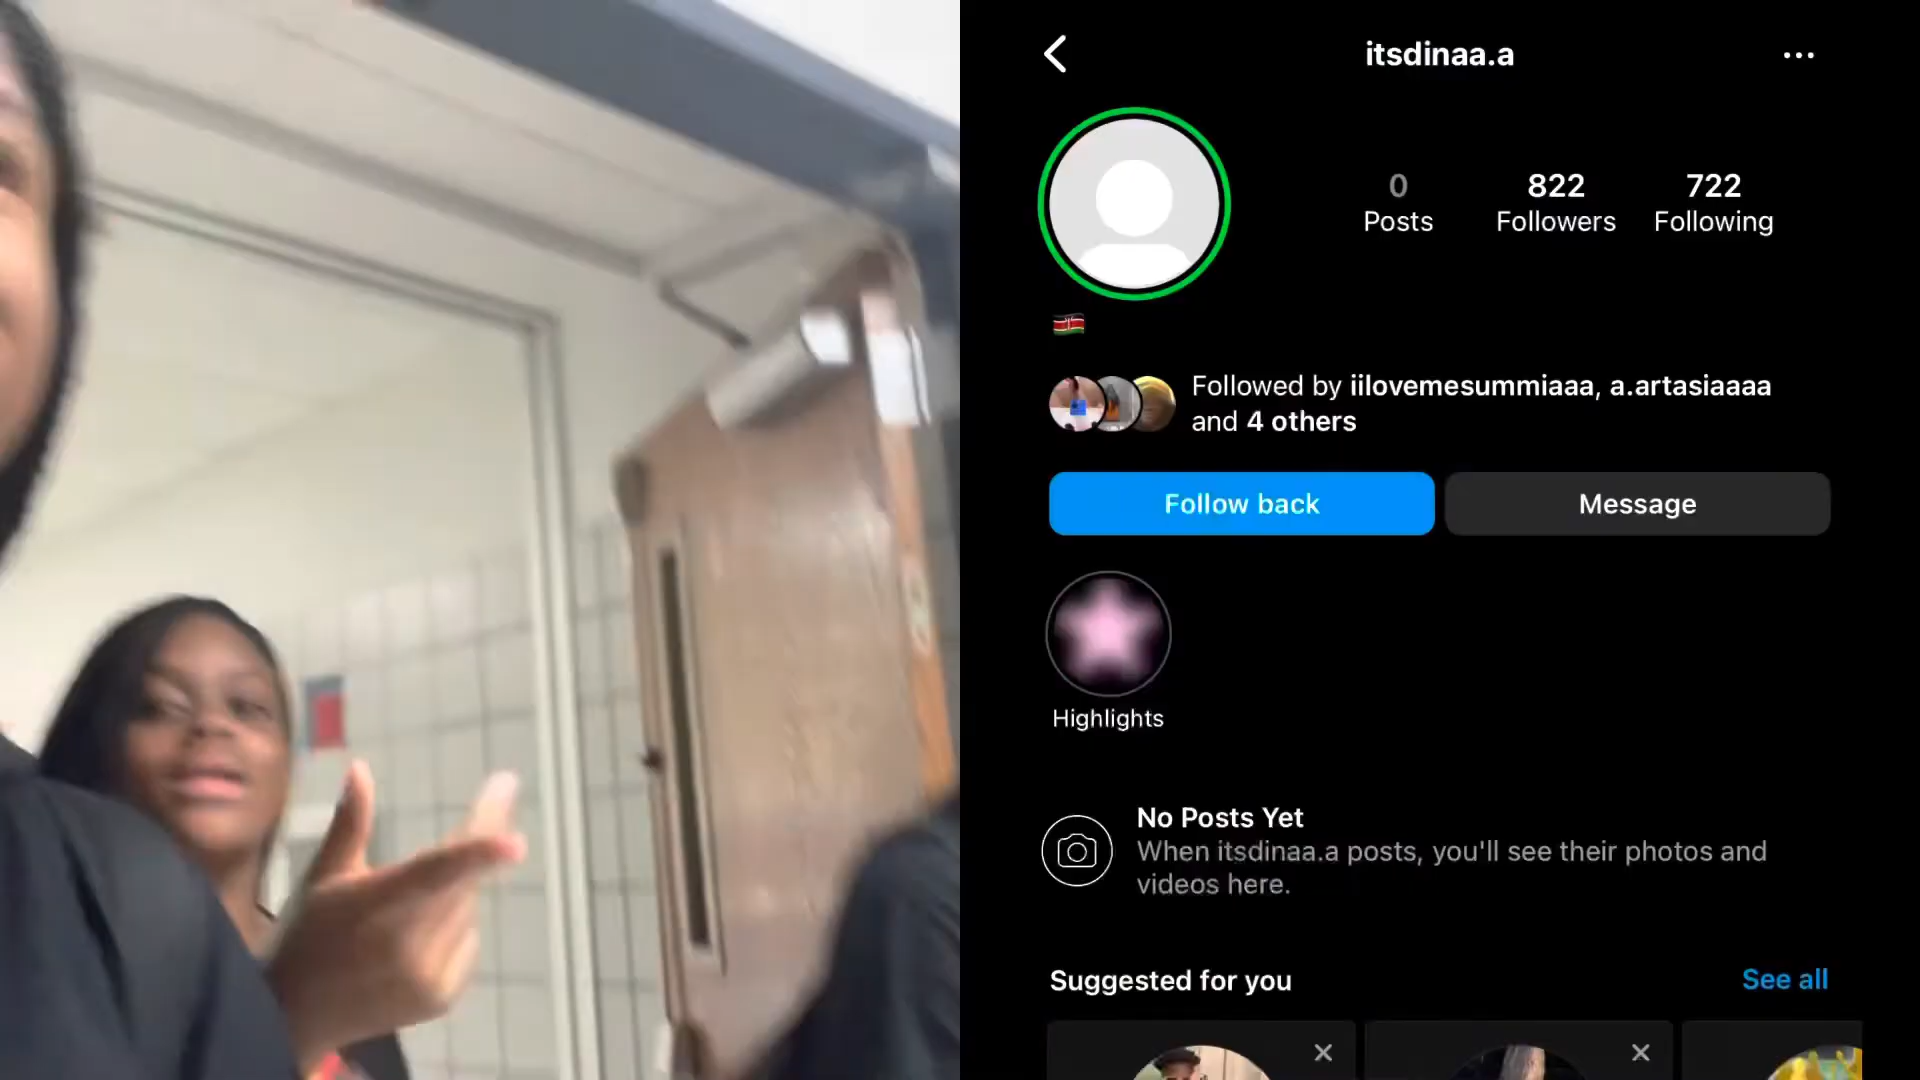 itsdinaa.a
0
822
722
Posts
Followers
Following
Followed by iilovemesummiaaa, a.artasiaaaa
and 4 others
Follow back
Message
Highlights
No Posts Yet
When itsdinaa.a posts, you'll see their photos and
videos here.
Suggested for you
See all